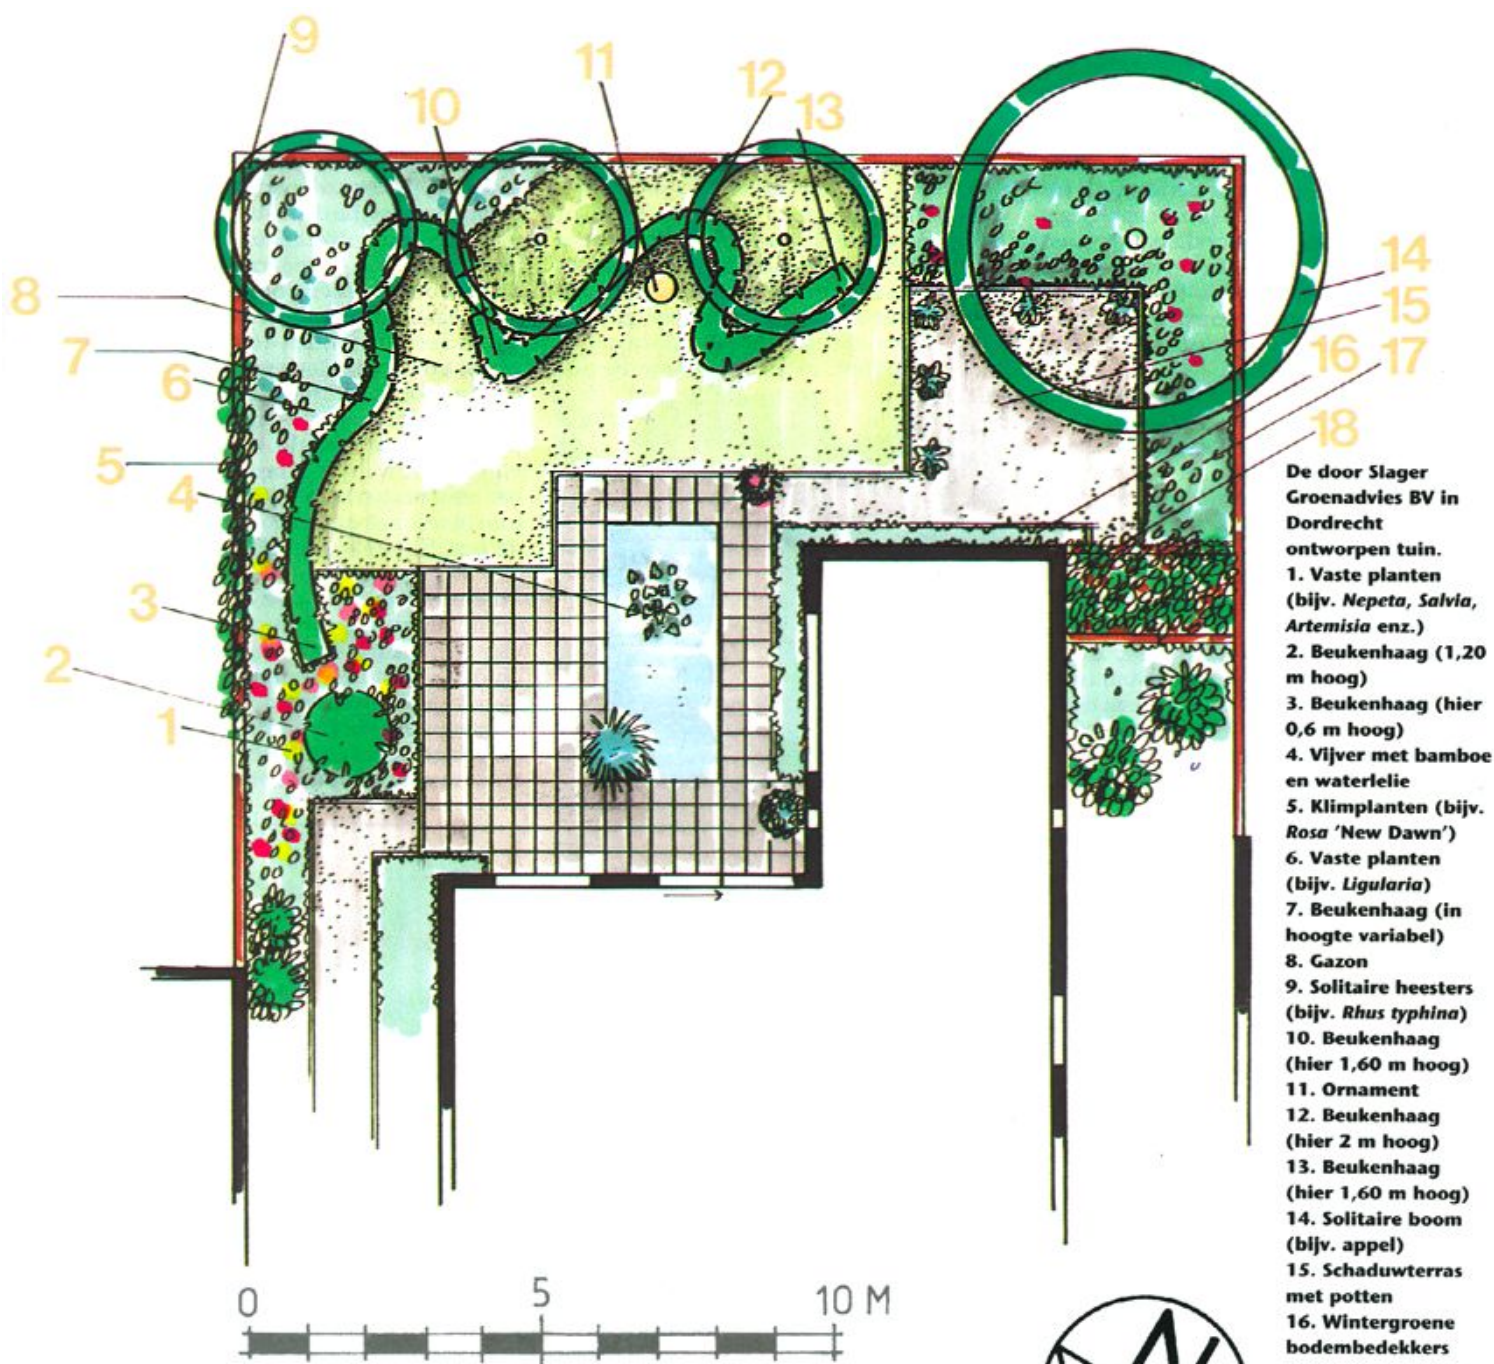 9
11
12
13
10
14
8
15
16
17
7
6
18
5
4
3
2
1
De door Slager
Groenadvies BV in
Dordrecht
ontworpen tuin.
1. Vaste planten
(bijv. Nepeta, Salvia,
Artemisia enz.)
2. Beukenhaag (1,20
m hoog)
3. Beukenhaag (hier
0,6 m hoog)
4. Vijver met bamboe
en waterlelie
5. Klimplanten (bijv.
Rosa 'New Dawn')
6. Vaste planten
(bijv. Ligularia)
7. Beukenhaag (in
hoogte variabel)
8. Gazon
9. Solitaire heesters
(bijv. Rhus typhina)
10. Beukenhaag
(hier 1,60 m hoog)
11. Ornament
12. Beukenhaag
(hier 2 m hoog)
13. Beukenhaag
(hier 1,60 m hoog)
14. Solitaire boom
(bijv. appel)
15. Schaduwterras
met potten
16. Wintergroene
bodembedekkers
0 5 10 M
N